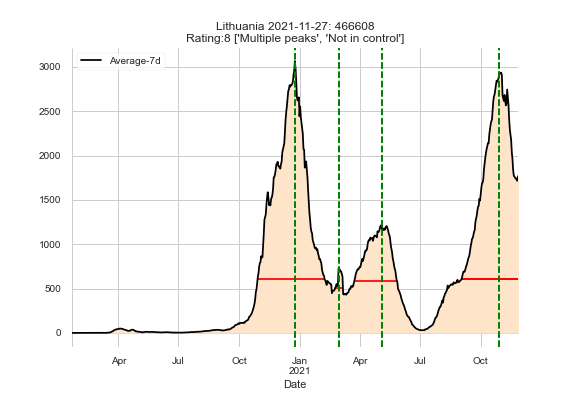 Lithuania 2021-11-27: 466608
Rating:8 ['Multiple peaks', 'Not in control']
Average-7d
3000
2500
2000
1500
1000
500
0
Apr Jul Oct Jan Apr Jul Oct
2021
Date